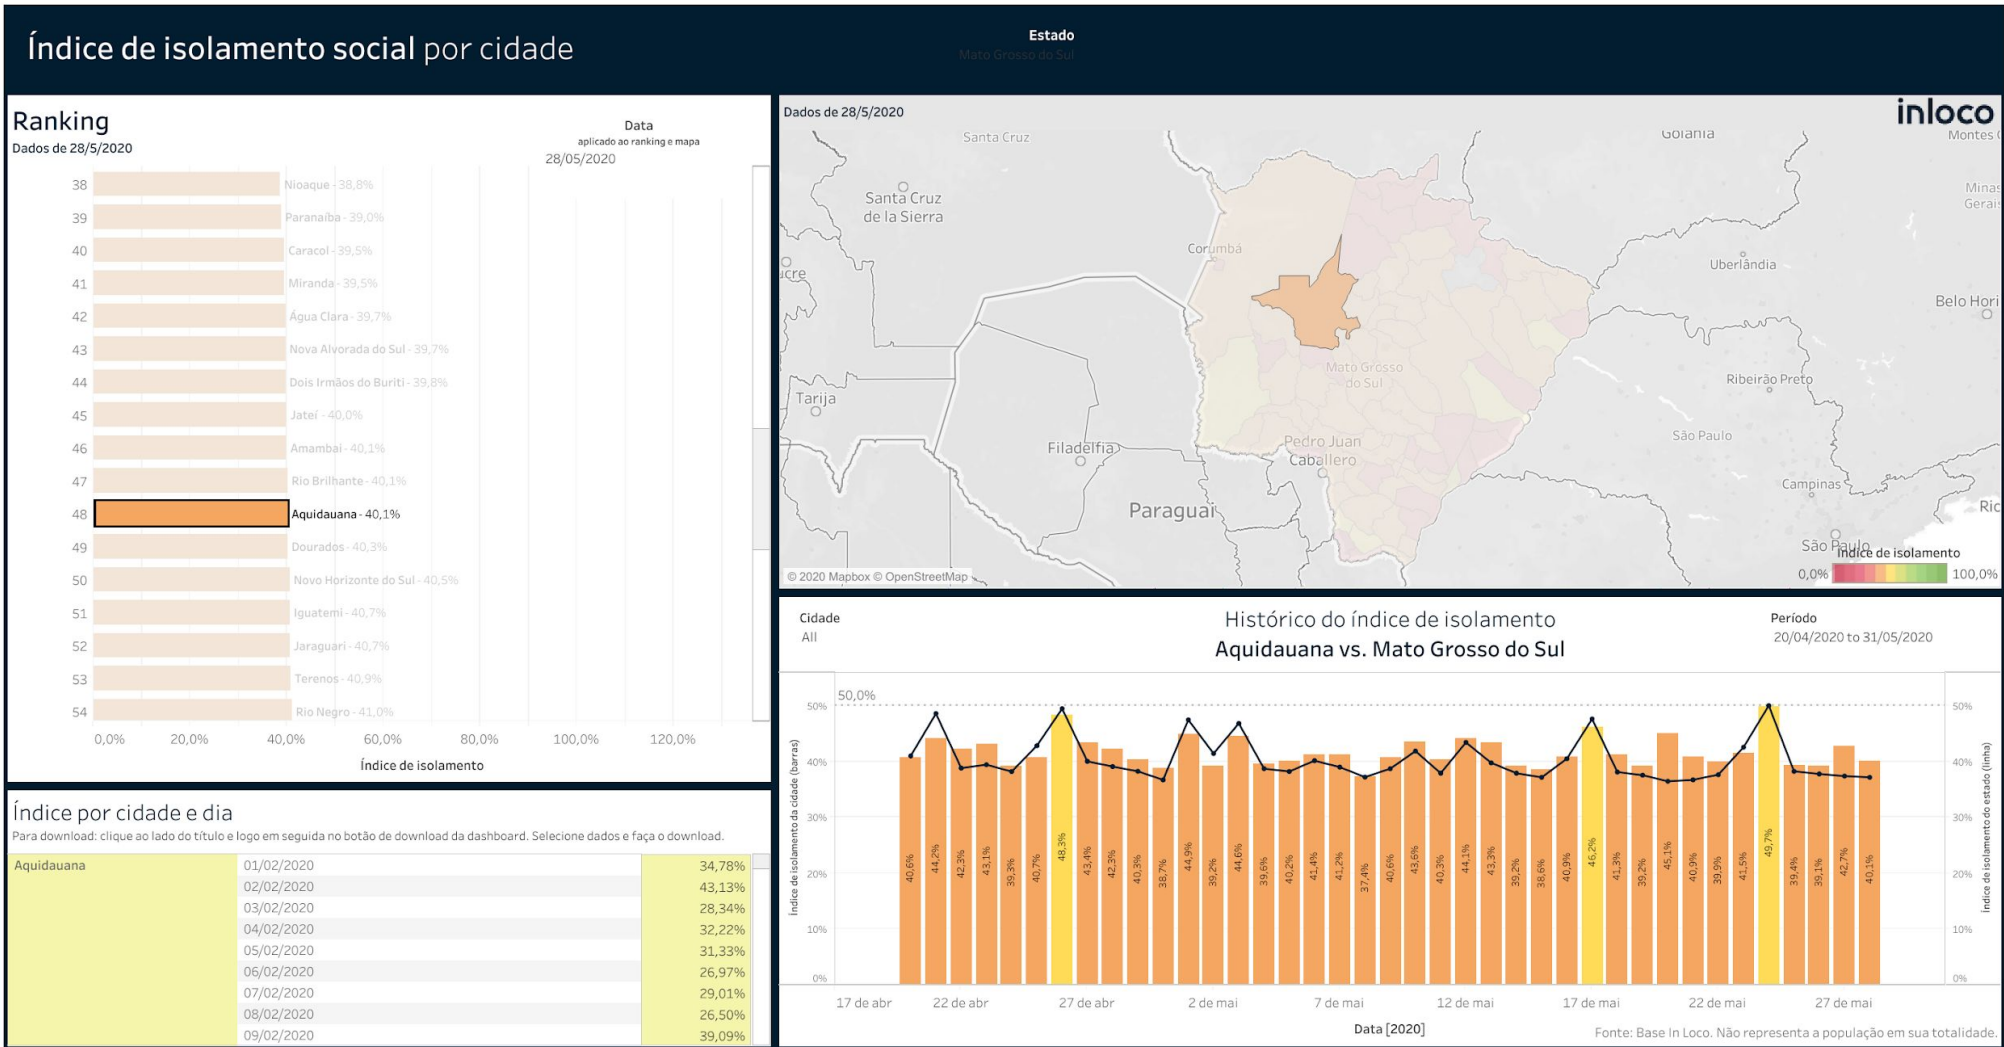 Índice de isolamento social por cidade
Estado
Mato Grosso do Sul
Ranking
Dados de 28/5/2020
Data
aplicado ao ranking e mapa
28/05/2020
38 Nioaque - 38,8%
39 Paranaíba - 39,0%
40 Caracol - 39,5%
41 Miranda - 39,5%
42 Água Clara - 39,7%
43 Nova Alvorada do Sul - 39,7%
44 Dois Irmãos do Buriti - 39,8%
45 Jateí - 40,0%
46 Amambai - 40,1%
47 Rio Brilhante - 40,1%
48 Aquidauana - 40,1%
49 Dourados - 40,3%
50 Novo Horizonte do Sul - 40,5%
51 Iguatemi - 40,7%
52 Jaraguari - 40,7%
53 Terenos - 40,9%
54 Rio Negro - 41,0%
0,0% 20,0% 40,0% 60,0% 80,0% 100,0% 120,0%
Índice de isolamento
Índice por cidade e dia
Para download: clique ao lado do título e logo em seguida no botão de download da dashboard. Selecione dados e faça o download.
Aquidauana 01/02/2020 34,78%
02/02/2020 43,13%
03/02/2020 28,34%
04/02/2020 32,22%
05/02/2020 31,33%
06/02/2020 26,97%
07/02/2020 29,01%
08/02/2020 26,50%
09/02/2020 39,09%
Dados de 28/5/2020
inloco
Santa Cruz
Goiânia
Montes
Santa Cruz
de la Sierra
Minas
Gerais
Corumbá
Uberlândia
ucre
Belo Hori
Mato Grosso
do Sul
Ribeirão Preto
Tarija
Filadelfia
Pedro Juan
Caballero
São Paulo
Campinas
Paraguai
Ric
São Paulo
Índice de isolamento
0,0% 100,0%
© 2020 Mapbox © OpenStreetMap
Cidade
All
Histórico do índice de isolamento
Aquidauana vs. Mato Grosso do Sul
Período
20/04/2020 to 31/05/2020
50,0%
50% 50%
40% 40%
30% 30%
20% 20%
10% 10%
0% 0%
Índice de isolamento da cidade (barras)
Índice de isolamento do estado (linha)
40,6% 44,2% 42,3% 43,1% 39,3% 40,7% 48,3% 43,4% 42,3% 40,3% 38,7% 44,9% 39,2% 44,6% 39,6% 40,2% 41,4% 41,2% 37,4% 40,6% 43,6% 40,3% 44,1% 43,3% 39,2% 38,6% 40,9% 46,2% 41,3% 39,2% 45,1% 40,9% 39,9% 41,5% 49,7% 39,4% 39,1% 42,7% 40,1%
17 de abr 22 de abr 27 de abr 2 de mai 7 de mai 12 de mai 17 de mai 22 de mai 27 de mai
Data [2020]
Fonte: Base In Loco. Não representa a população em sua totalidade.